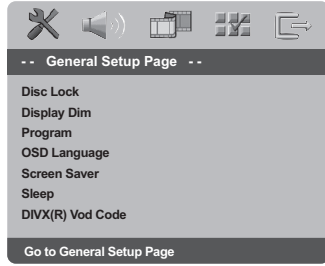 - - General Setup Page - -
Disc Lock
Display Dim
Program
OSD Language
Screen Saver
Sleep
DIVX(R) Vod Code
Go to General Setup Page